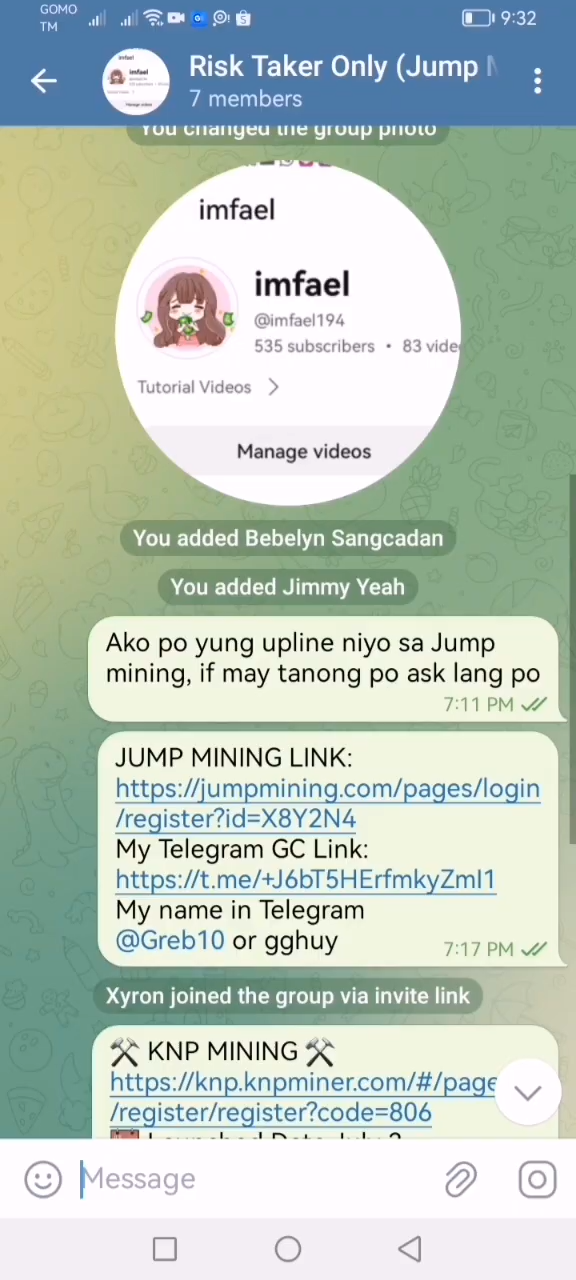 GOMO
TM
9:32
Risk Taker Only (Jump
7 members
You changed the group photo
imfael
imfael
@imfael194
535 subscribers • 83 vide
Tutorial Videos
Manage videos
You added Bebelyn Sangcadan
You added Jimmy Yeah
Ako po yung upline niyo sa Jump
mining, if may tanong po ask lang po
7:11 PM
JUMP MINING LINK:
https://jumpmining.com/pages/login
/register?id=X8Y2N4
My Telegram GC Link:
https://t.me/+J6bT5HErfmkyZmI1
My name in Telegram
@Greb10 or gghuy
7:17 PM
Xyron joined the group via invite link
⚒ KNP MINING ⚒
https://knp.knpminer.com/#/page
/register/register?code=806
Message